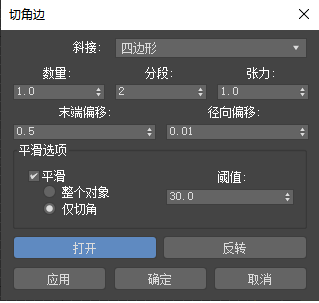 切角边
斜接: 四边形
数量: 分段: 张力:
1.0 2 1.0
末端偏移: 径向偏移:
0.5 0.01
平滑选项
平滑
整个对象
仅切角
阈值:
30.0
打开 反转
应用 确定 取消